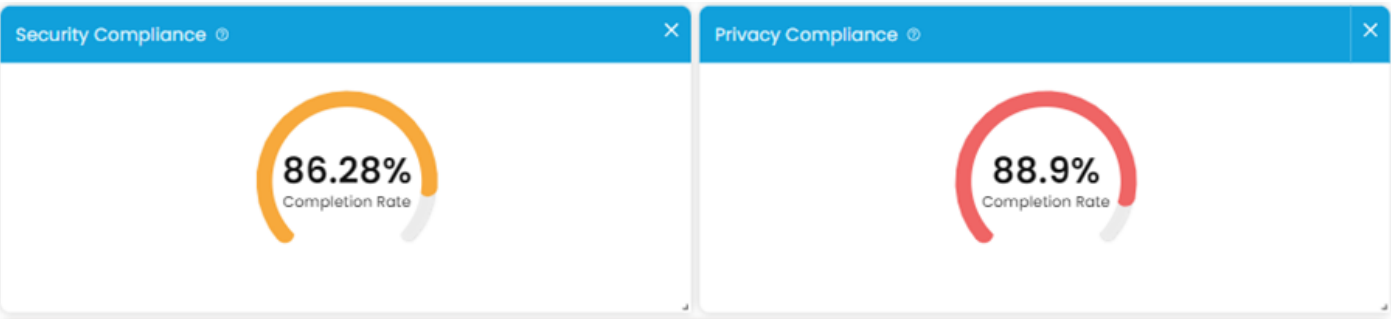 Security Compliance
86.28%
Completion Rate
Privacy Compliance
88.9%
Completion Rate